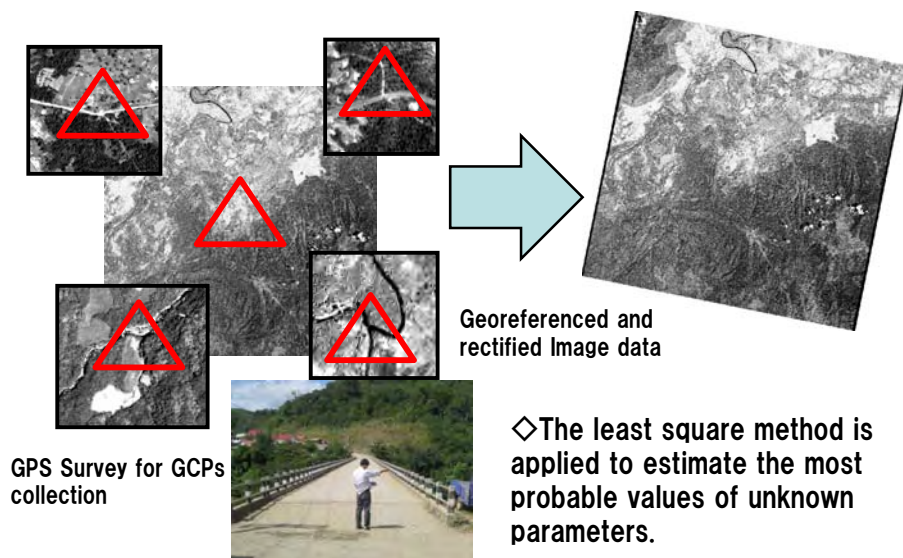 Georeferenced and
rectified Image data
GPS Survey for GCPs
collection
◇The least square method is
applied to estimate the most
probable values of unknown
parameters.